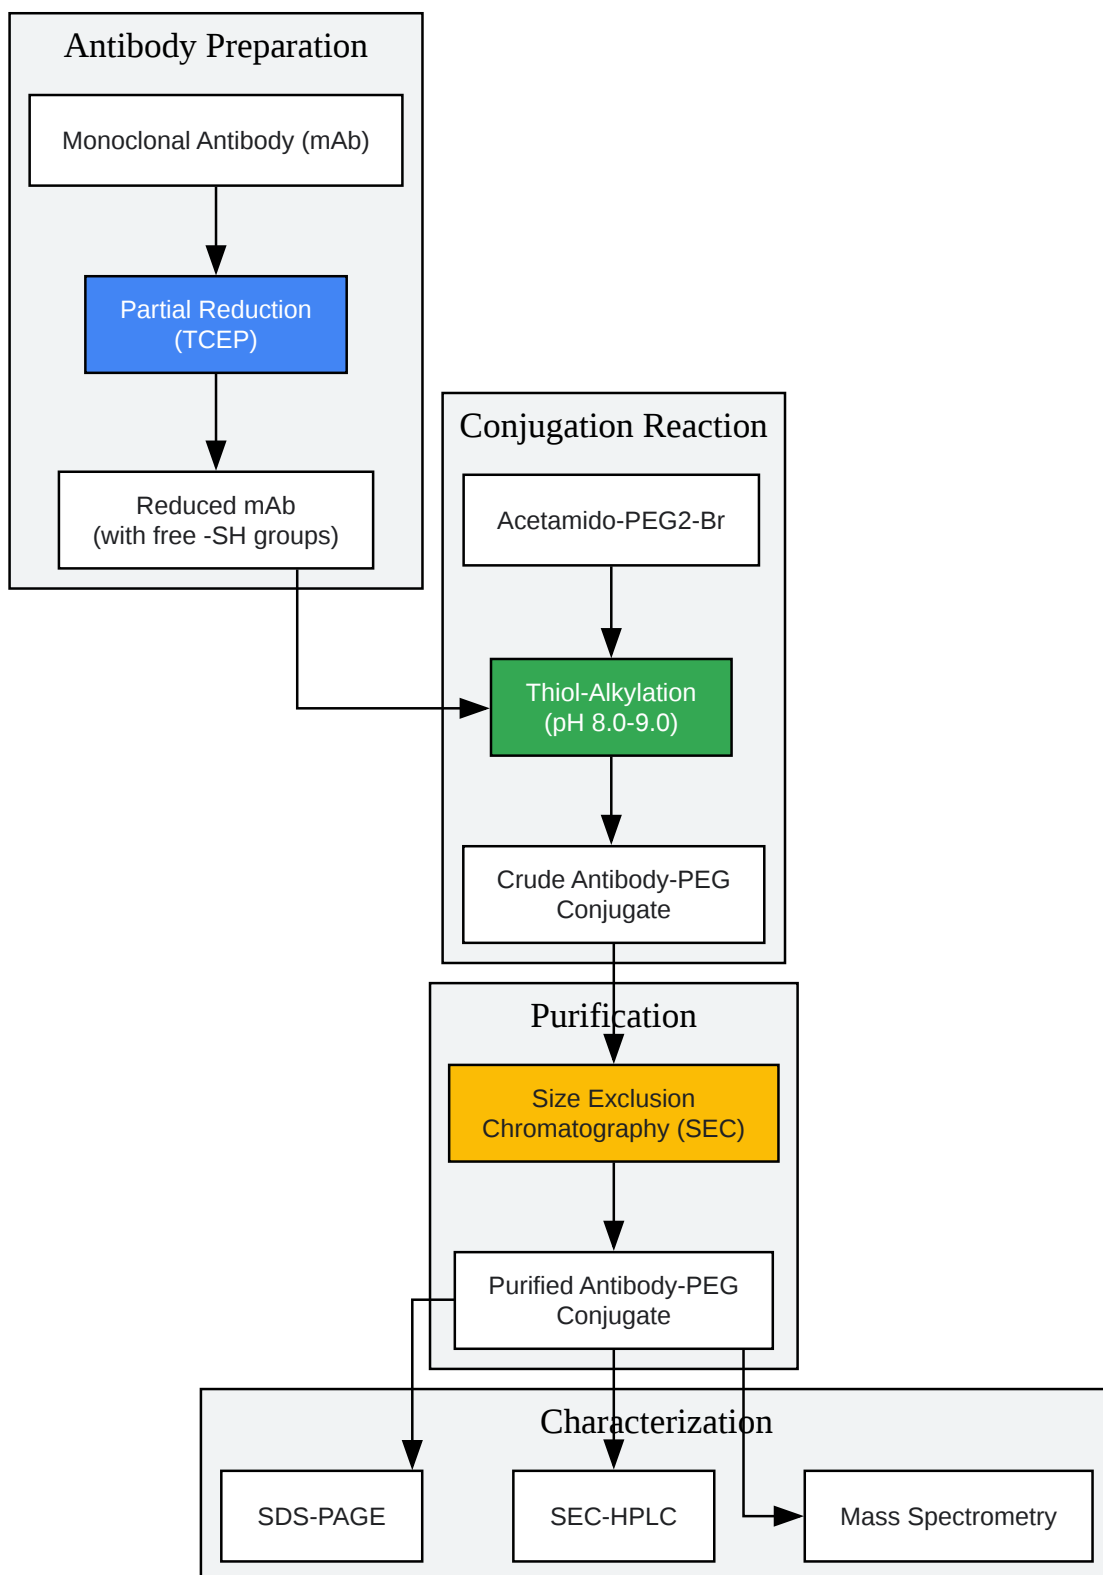 Antibody Preparation
Monoclonal Antibody (mAb)
Partial Reduction
(TCEP)
Reduced mAb
(with free -SH groups)
Conjugation Reaction
Acetamido-PEG2-Br
Thiol-Alkylation
(pH 8.0-9.0)
Crude Antibody-PEG
Conjugate
Purification
Size Exclusion
Chromatography (SEC)
Purified Antibody-PEG
Conjugate
Characterization
SDS-PAGE
SEC-HPLC
Mass Spectrometry